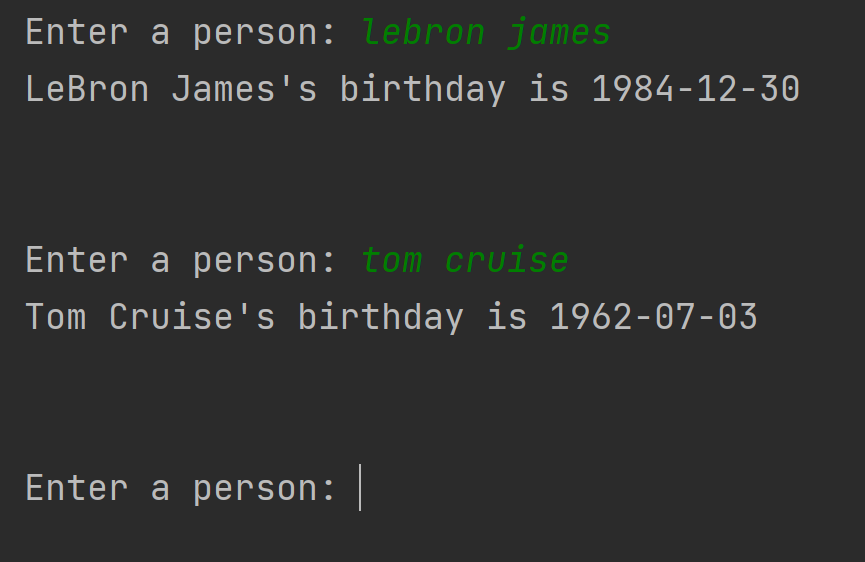 Enter a person: lebron james
LeBron James's birthday is 1984-12-30
Enter a person: tom cruise
Tom Cruise's birthday is 1962-07-03
Enter a person: